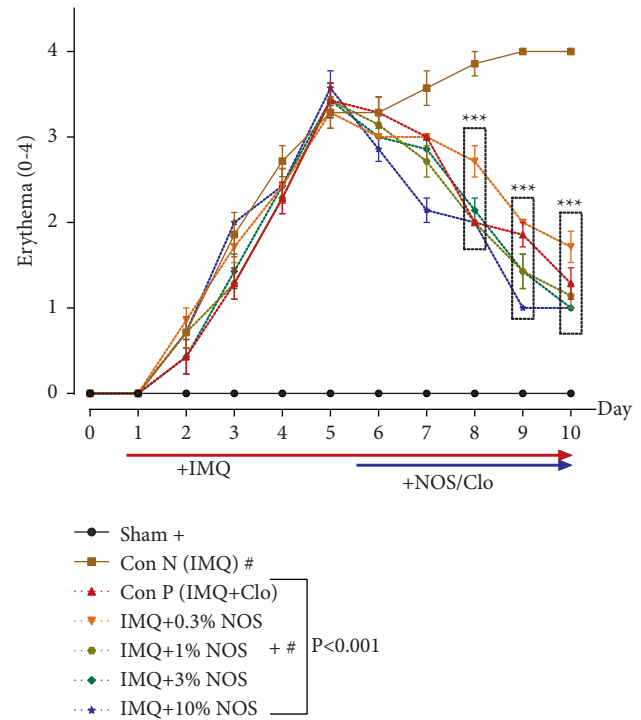 Erythema (0-4)
4
3
2
1
0
***
***
***
0 1 2 3 4 5 6 7 8 9 10 Day
+IMQ
+NOS/Clo
Sham +
Con N (IMQ) #
Con P (IMQ+Clo)
IMQ+0.3% NOS
IMQ+1% NOS
IMQ+3% NOS
IMQ+10% NOS
+ #
P<0.001